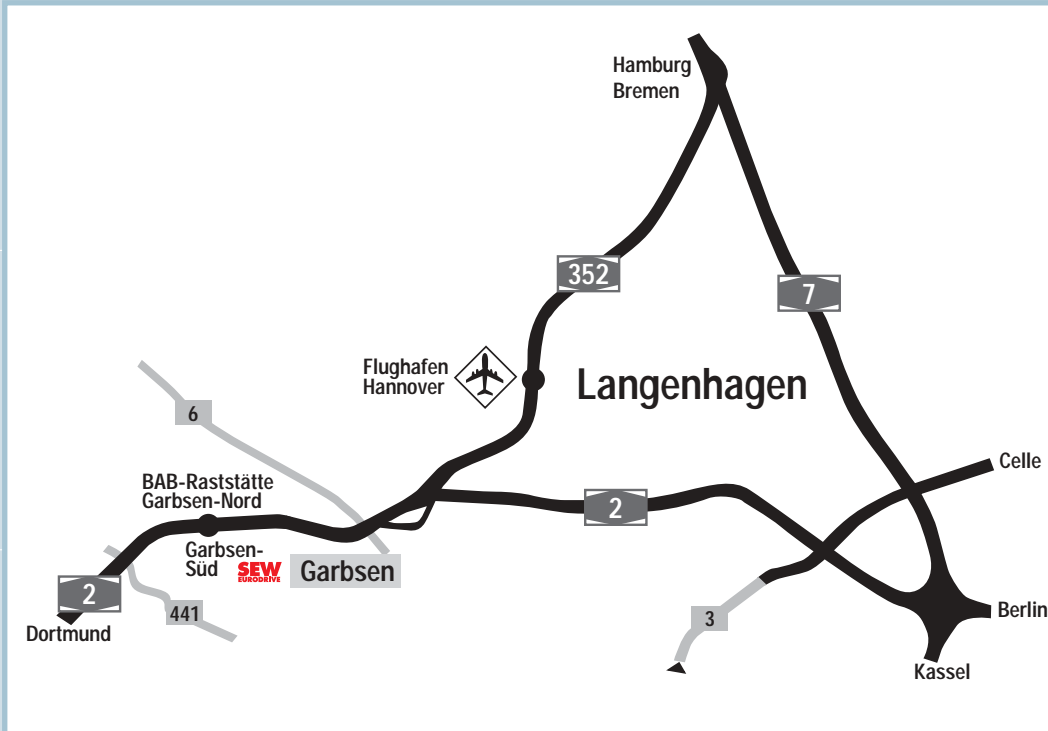 Hamburg
Bremen
352
7
Flughafen
Hannover
Langenhagen
6
Celle
BAB-Raststätte
Garbsen-Nord
2
Garbsen-
Süd
SEW
EURODRIVE
Garbsen
2
441
3
Berlin
Dortmund
Kassel